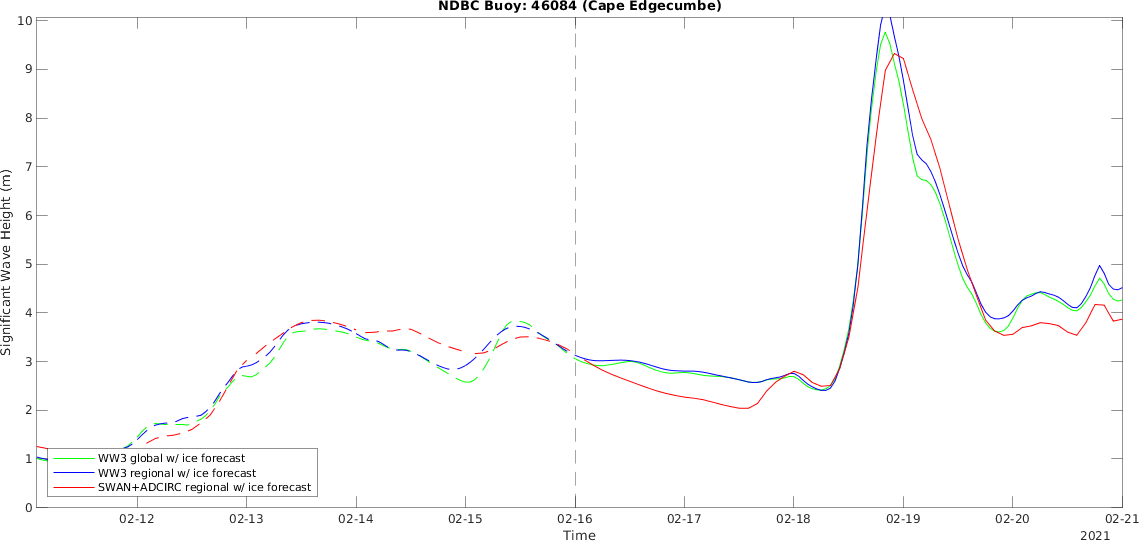 NDBC Buoy: 46084 (Cape Edgecumbe)
Significant Wave Height (m)
10
9
8
7
6
5
4
3
2
1
0
WW3 global w/ ice forecast
WW3 regional w/ ice forecast
SWAN+ADCIRC regional w/ ice forecast
02-12 02-13 02-14 02-15 02-16 02-17 02-18 02-19 02-20 02-21
Time
2021